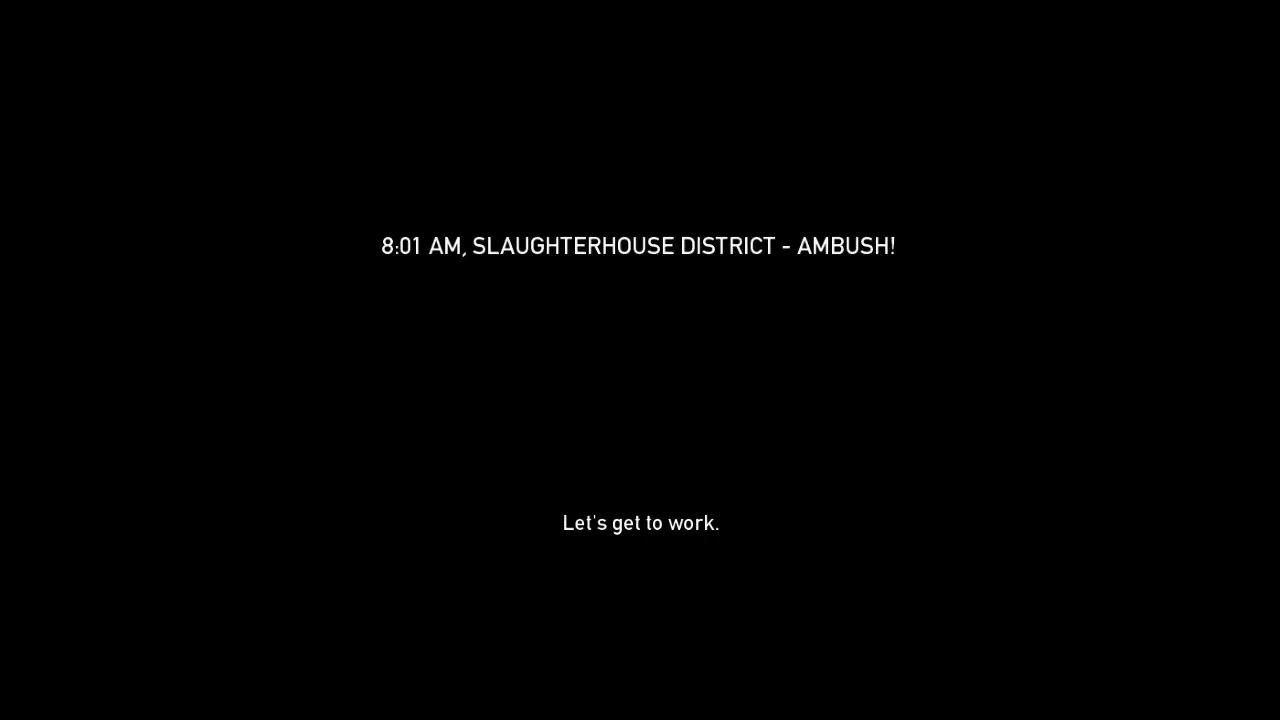 8:01 AM, SLAUGHTERHOUSE DISTRICT - AMBUSH!
Let's get to work.